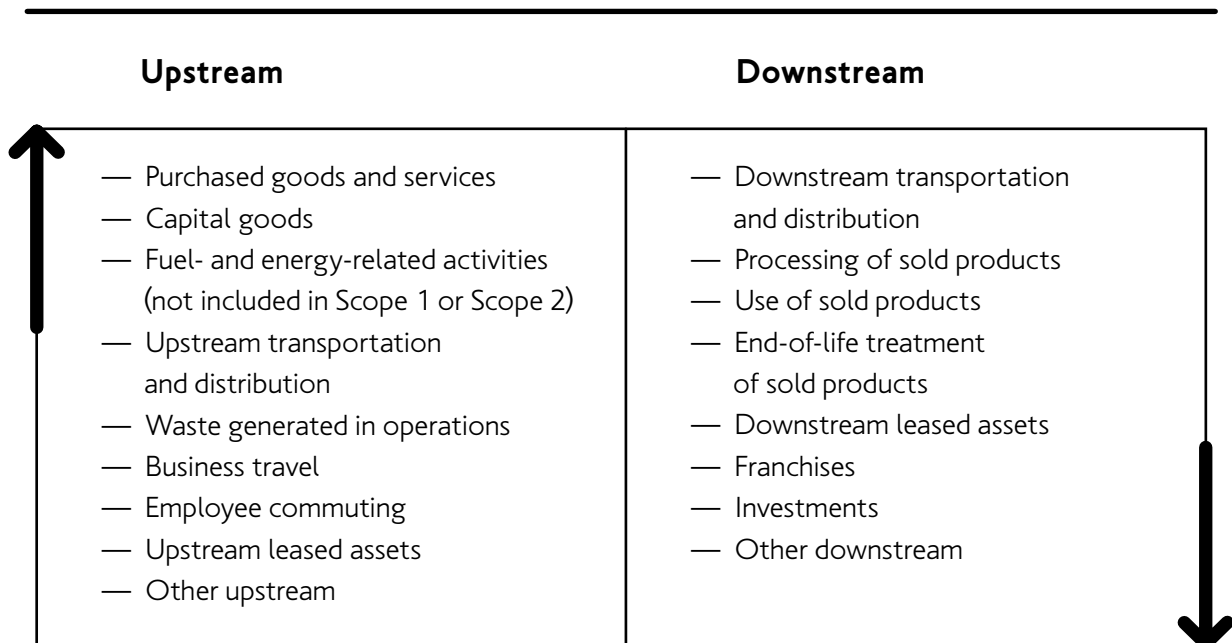 Upstream
— Purchased goods and services
— Capital goods
— Fuel- and energy-related activities
(not included in Scope 1 or Scope 2)
— Upstream transportation
and distribution
— Waste generated in operations
— Business travel
— Employee commuting
— Upstream leased assets
— Other upstream
Downstream
— Downstream transportation
and distribution
— Processing of sold products
— Use of sold products
— End-of-life treatment
of sold products
— Downstream leased assets
— Franchises
— Investments
— Other downstream